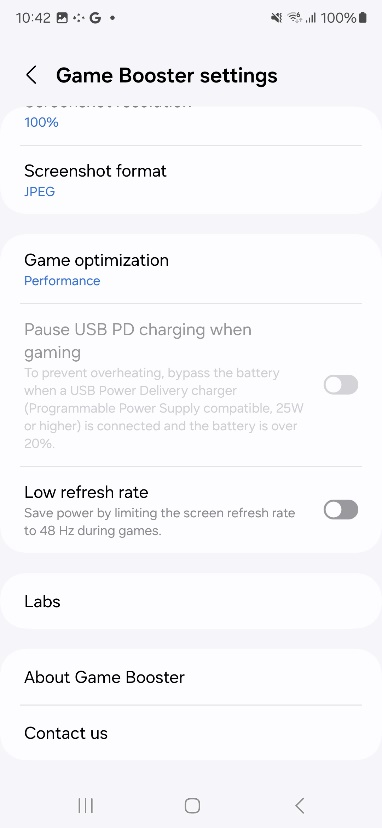 10:42 G 100%
Game Booster settings
100%
Screenshot format
JPEG
Game optimization
Performance
Pause USB PD charging when
gaming
To prevent overheating, bypass the battery
when a USB Power Delivery charger
(Programmable Power Supply compatible, 25W
or higher) is connected and the battery is over
20%.
Low refresh rate
Save power by limiting the screen refresh rate
to 48 Hz during games.
Labs
About Game Booster
Contact us